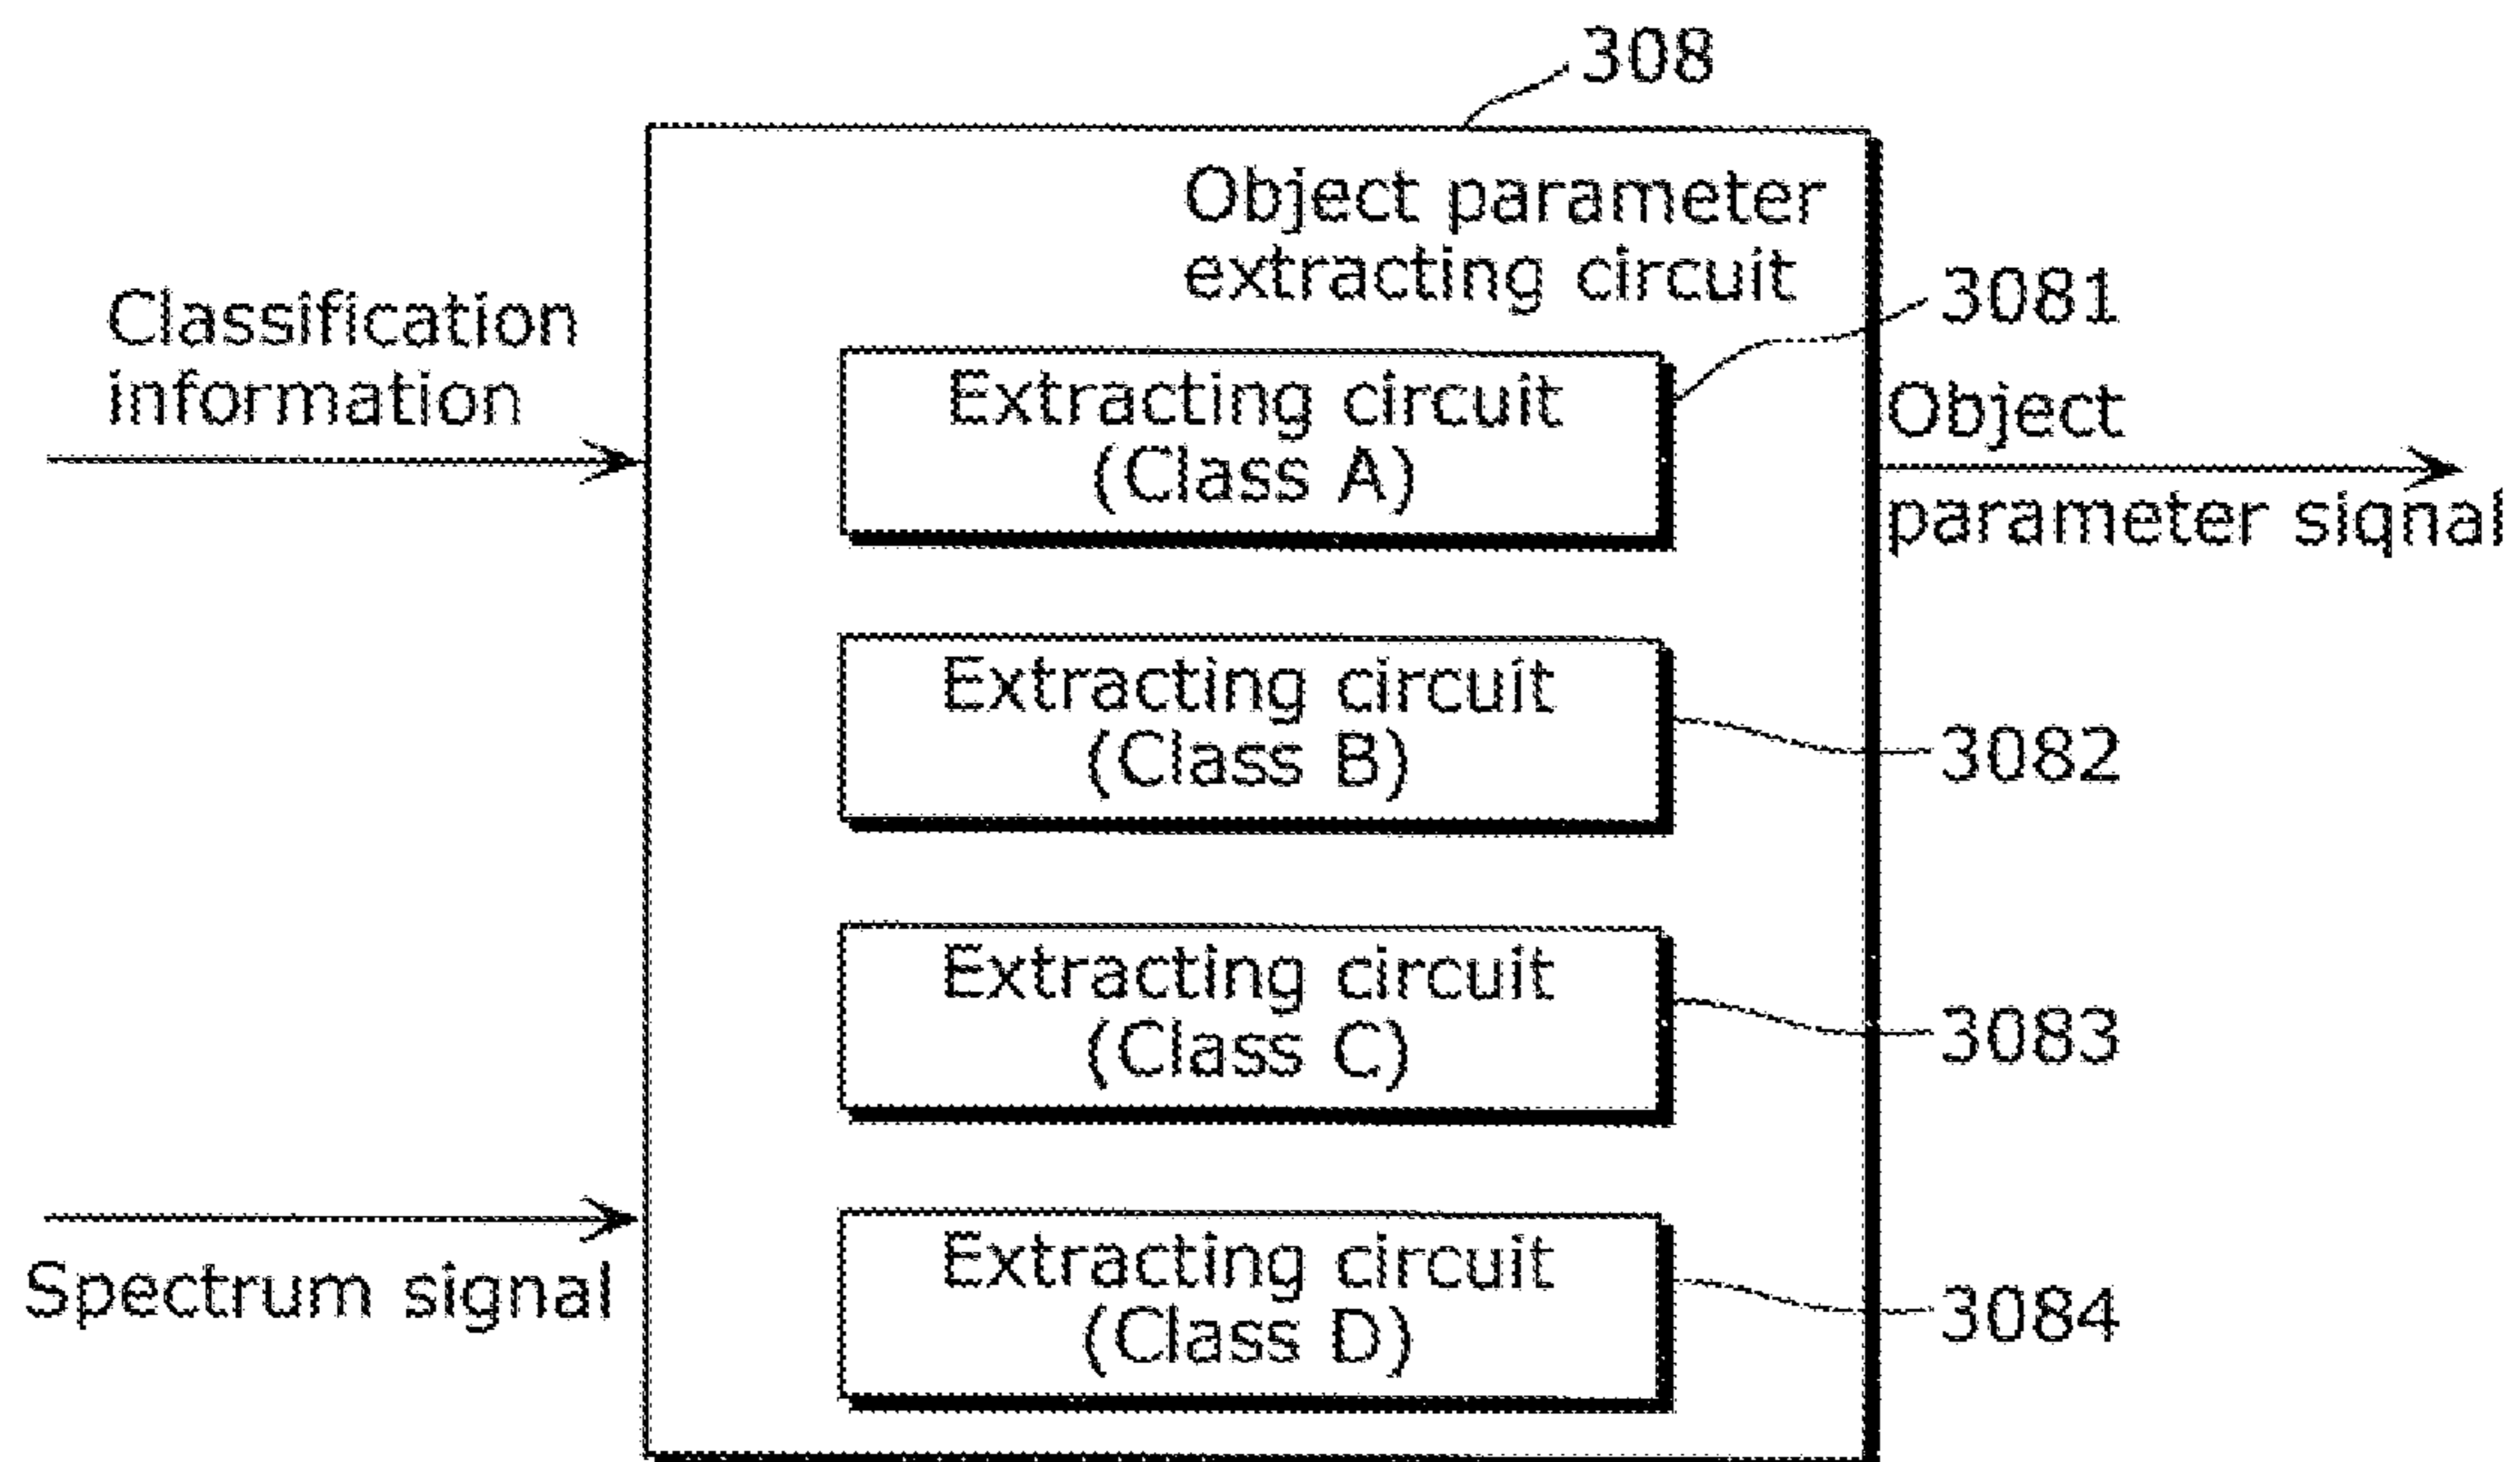 308
Object parameter
extracting circuit
Classification
information
3081
Extracting circuit
(Class A)
Object
parameter signal
Extracting circuit
(Class B)
3082
Extracting circuit
(Class C)
3083
Spectrum signal
Extracting circuit
(Class D)
3084